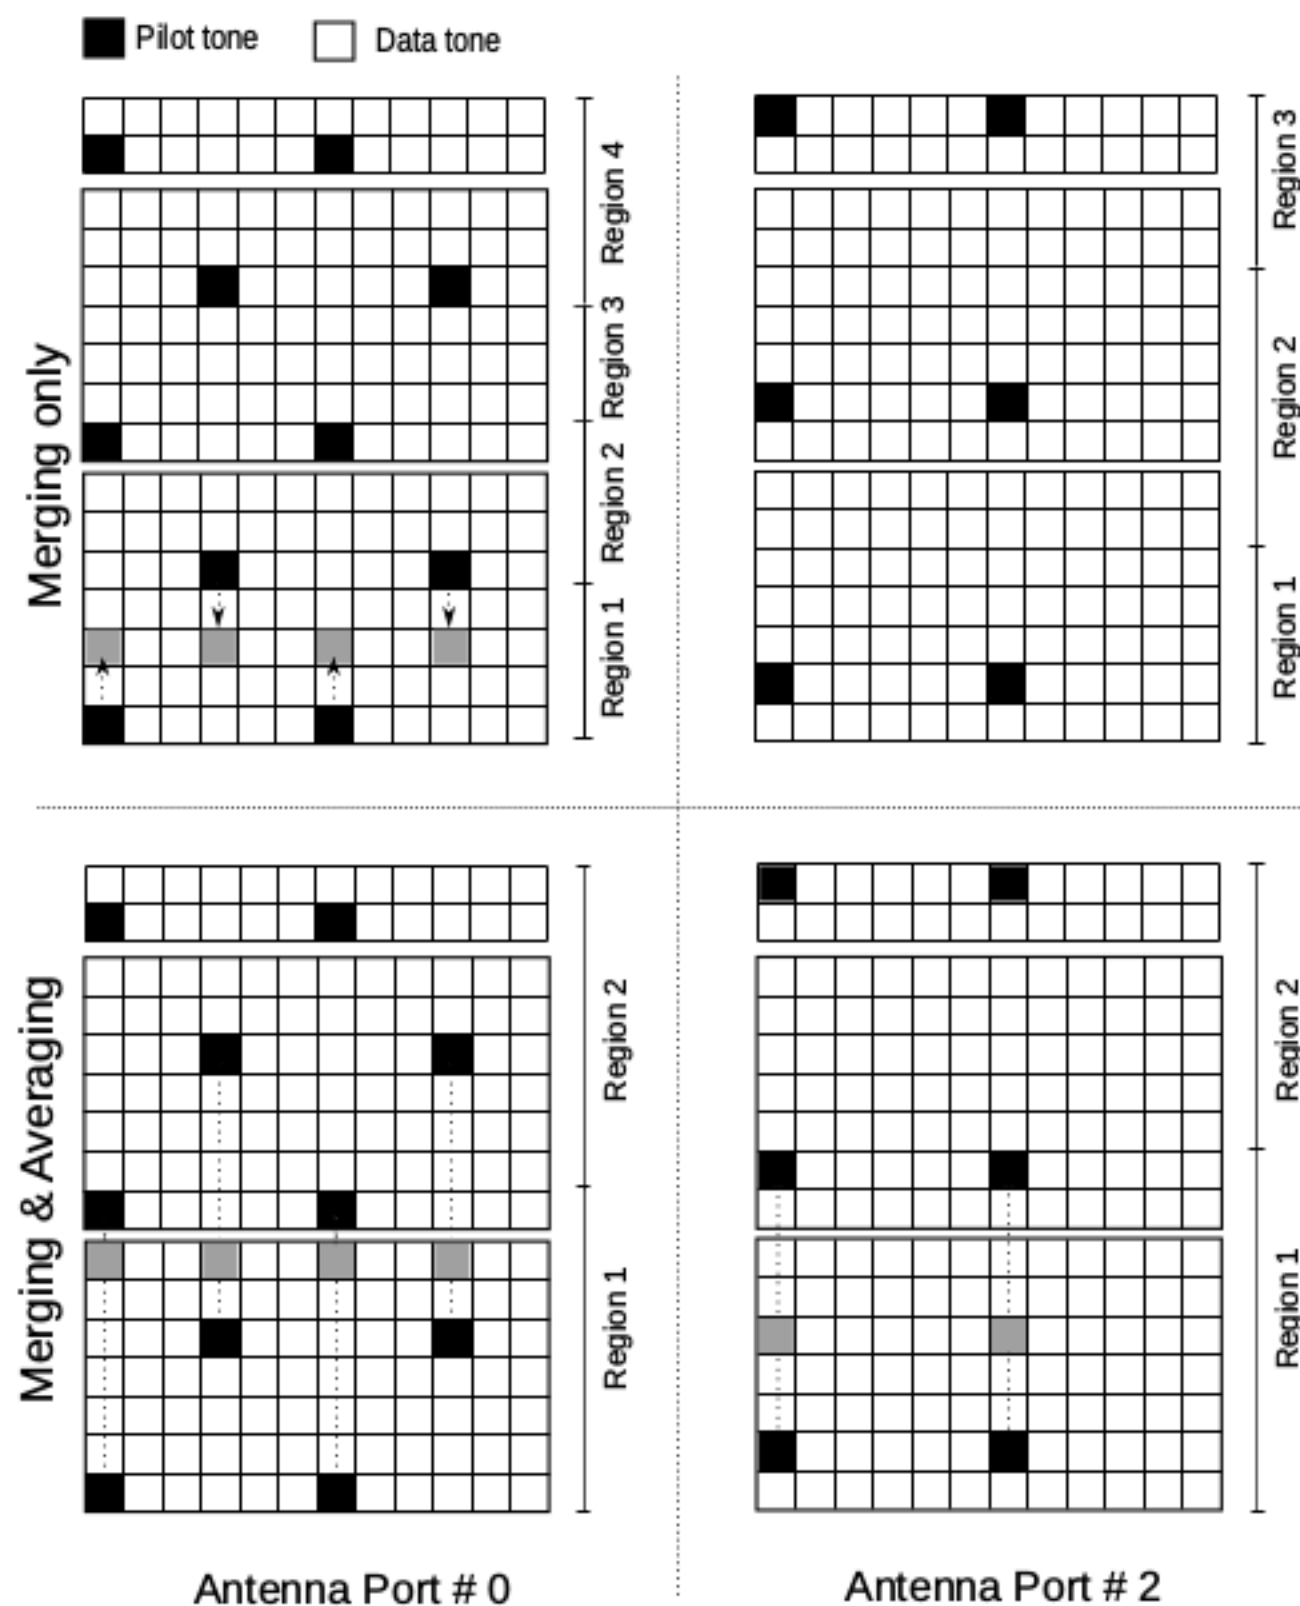 Pilot tone
Data tone
Merging only
Region 4
Region 3
Region 2
Region 1
Region 3
Region 2
Region 1
Merging & Averaging
Region 2
Region 1
Region 2
Region 1
Antenna Port # 0
Antenna Port # 2